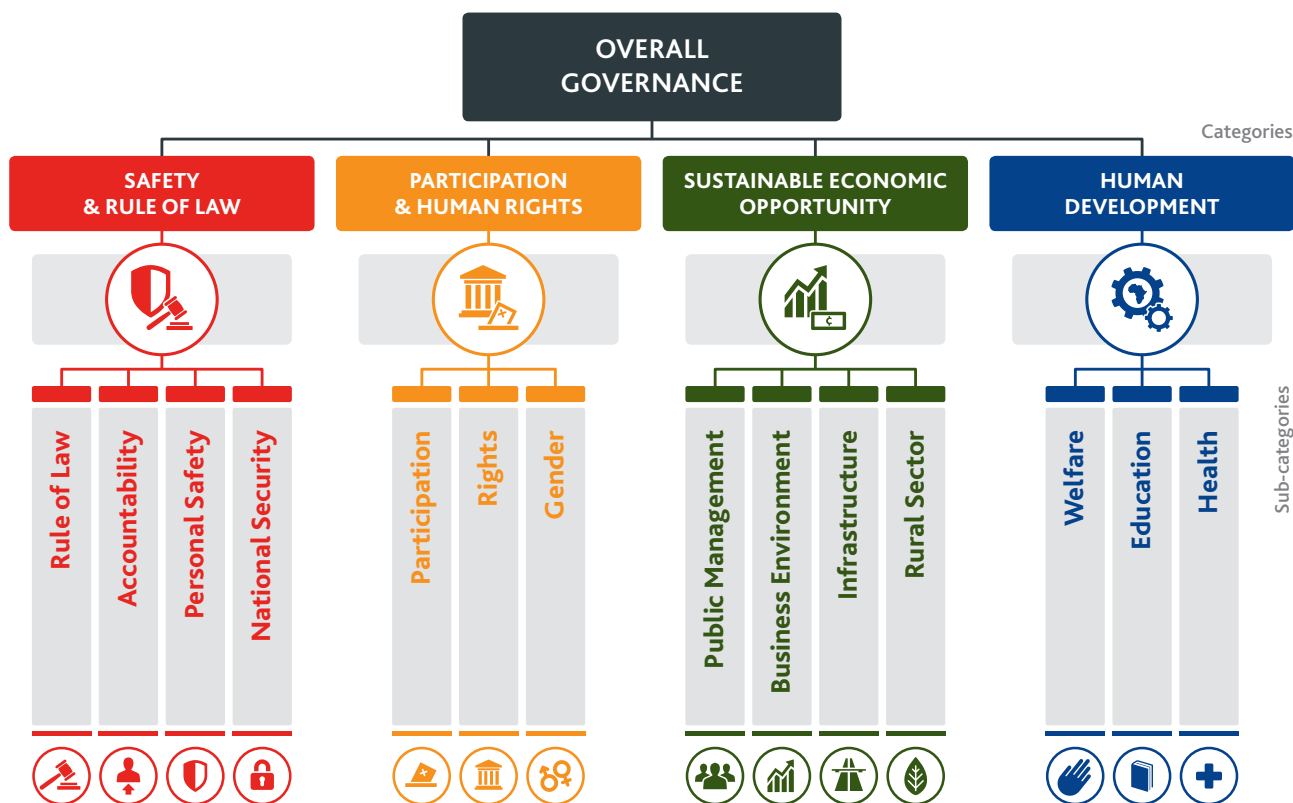 OVERALL
GOVERNANCE
Categories
SAFETY
& RULE OF LAW
PARTICIPATION
& HUMAN RIGHTS
SUSTAINABLE ECONOMIC
OPPORTUNITY
HUMAN
DEVELOPMENT
¢
Rule of Law
Accountability
Personal Safety
National Security
Participation
Rights
Gender
Public Management
Business Environment
Infrastructure
Rural Sector
Welfare
Education
Health
Sub-categories